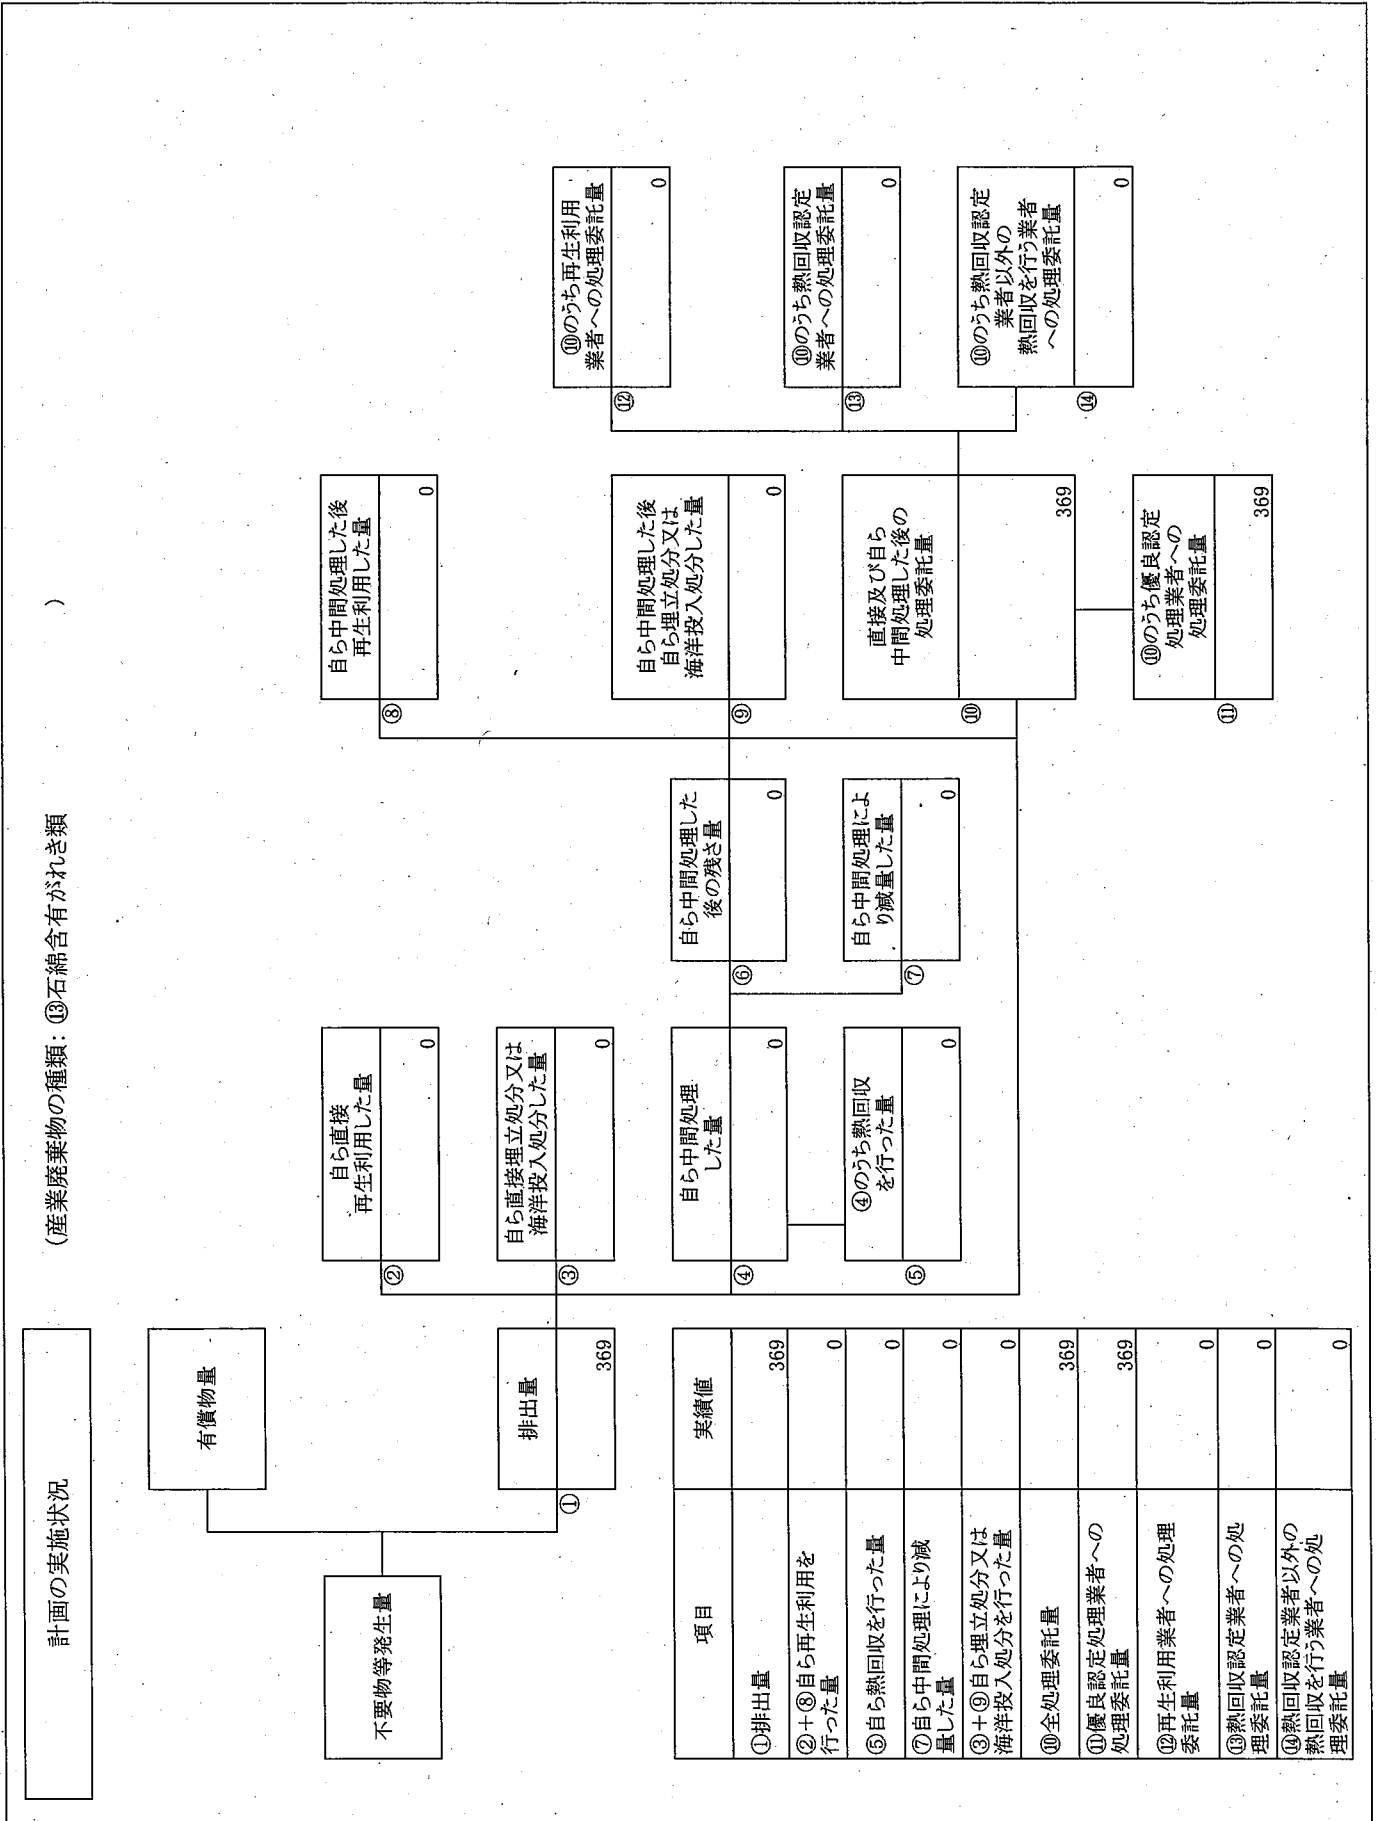 計画の実施状況
(産業廃棄物の種類：⑬石綿含有がれき類 )
不要物等発生量
有償物量
排出量
①
369
②
自ら直接
再生利用した量
0
③
自ら直接埋立処分又は
海洋投入処分した量
0
④
自ら中間処理
した量
0
⑤
④のうち熱回収
を行った量
0
⑥
自ら中間処理した
後の残さ量
0
⑦
自ら中間処理によ
り減量した量
0
⑧
自ら中間処理した後
再生利用した量
0
⑨
自ら中間処理した後
自ら埋立処分又は
海洋投入処分した量
0
⑩
直接及び自ら
中間処理した後の
処理委託量
369
⑪
⑩のうち優良認定
処理業者への
処理委託量
369
⑫
⑩のうち再生利用
業者への処理委託量
0
⑬
⑩のうち熱回収認定
業者への処理委託量
0
⑭
⑩のうち熱回収認定
業者以外の
熱回収を行う業者
への処理委託量
0
項目 実績値
①排出量 369
②+⑧自ら再生利用を
行った量 0
⑤自ら熱回収を行った量 0
⑦自ら中間処理により減
量した量 0
③+⑨自ら埋立処分又は
海洋投入処分を行った量 0
⑩全処理委託量 369
⑪優良認定処理業者への
処理委託量 369
⑫再生利用業者への処理
委託量 0
⑬熱回収認定業者への処
理委託量 0
⑭熱回収認定業者以外の
熱回収を行う業者への処
理委託量 0